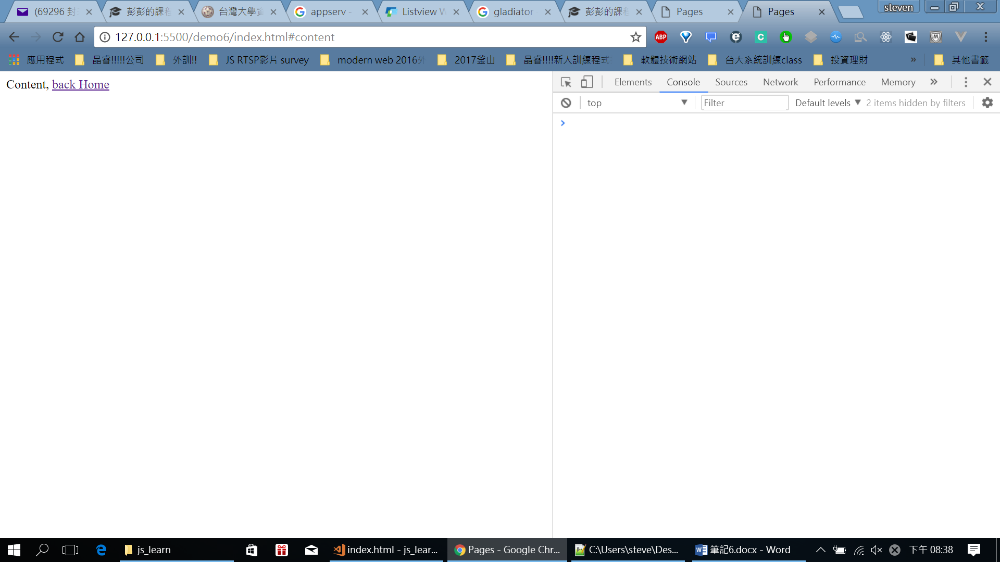 (69296 封
彭彭的課程
台灣大學資
appserv -
Listview W
gladiator
彭彭的課程
Pages
Pages
steven
127.0.0.1:5500/demo6/index.html#content
ABP
應用程式
晶睿!!!!!公司
外訓!!
JS RTSP影片 survey
modern web 2016外
2017釜山
晶睿!!!!新人訓練程式
軟體技術網站
台大系統訓練class
投資理財
»
其他書籤
Content, back Home
Elements
Console
Sources
Network
Performance
Memory
»
top
Filter
Default levels
2 items hidden by filters
js_learn
index.html - js_lear...
Pages - Google Chr...
C:\Users\steve\Des...
筆記6.docx - Word
下午 08:38